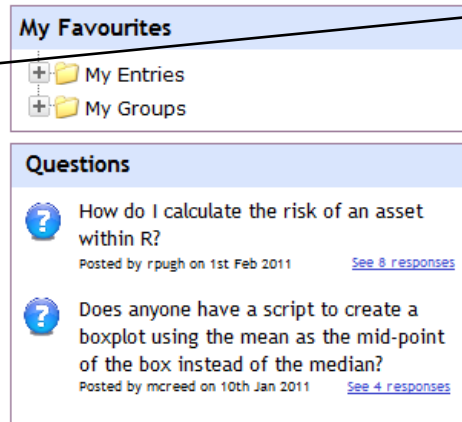 My Favourites
My Entries
My Groups
Questions
How do I calculate the risk of an asset
within R?
Posted by rpugh on 1st Feb 2011 See 8 responses
Does anyone have a script to create a
boxplot using the mean as the mid-point
of the box instead of the median?
Posted by mcreed on 10th Jan 2011 See 4 responses